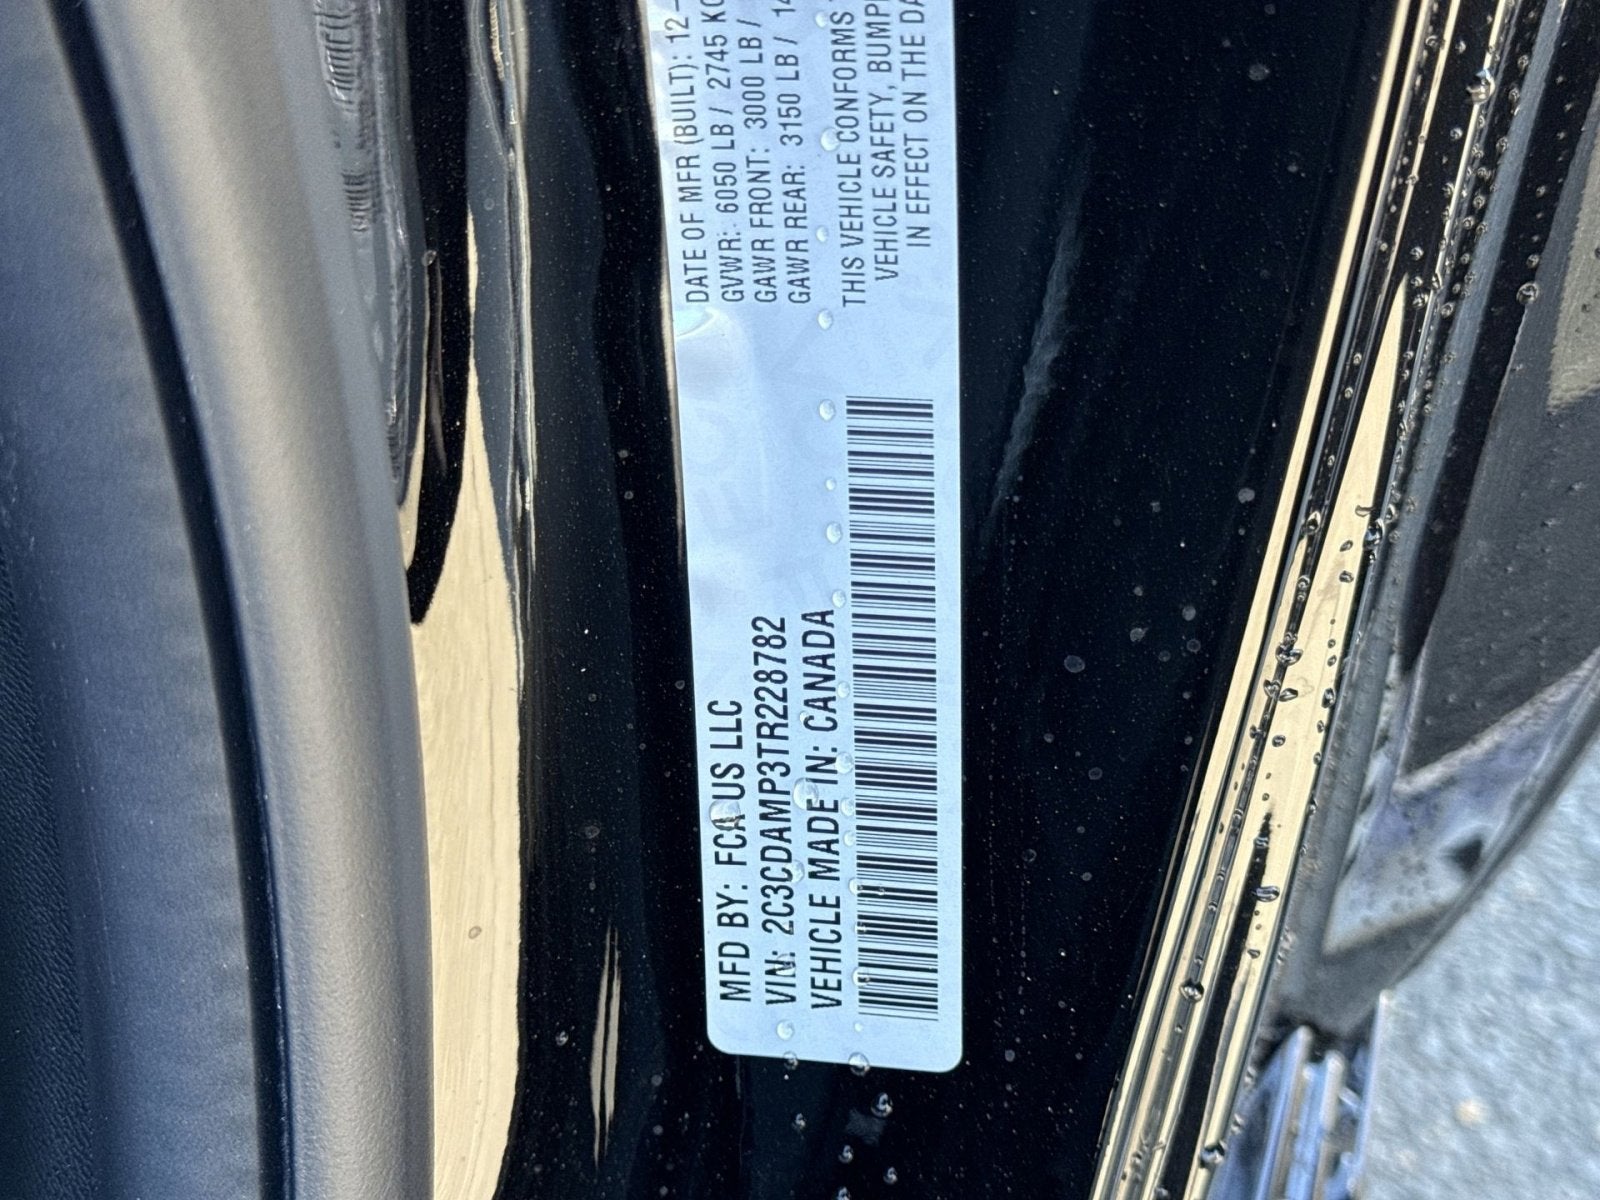 MFD BY: FCA US LLC
VIN: 2C3CDAMP3TR228782
VEHICLE MADE IN: CANADA
DATE OF MFR (BUILT): 12-
GVWR: 6050 LB / 2745 KG
GAWR FRONT: 3000 LB /
GAWR REAR: 3150 LB / 14
THIS VEHICLE CONFORMS
VEHICLE SAFETY, BUMP
IN EFFECT ON THE DA